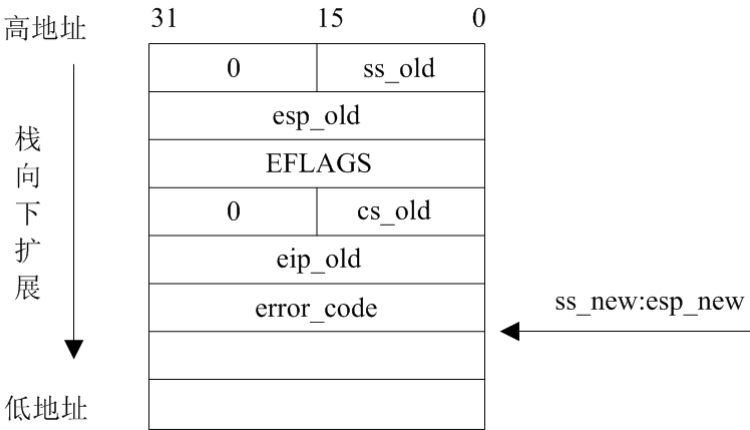 31 15 0
高地址
0 ss_old
esp_old
EFLAGS
0 cs_old
eip_old
error_code
栈向下扩展
ss_new:esp_new
低地址